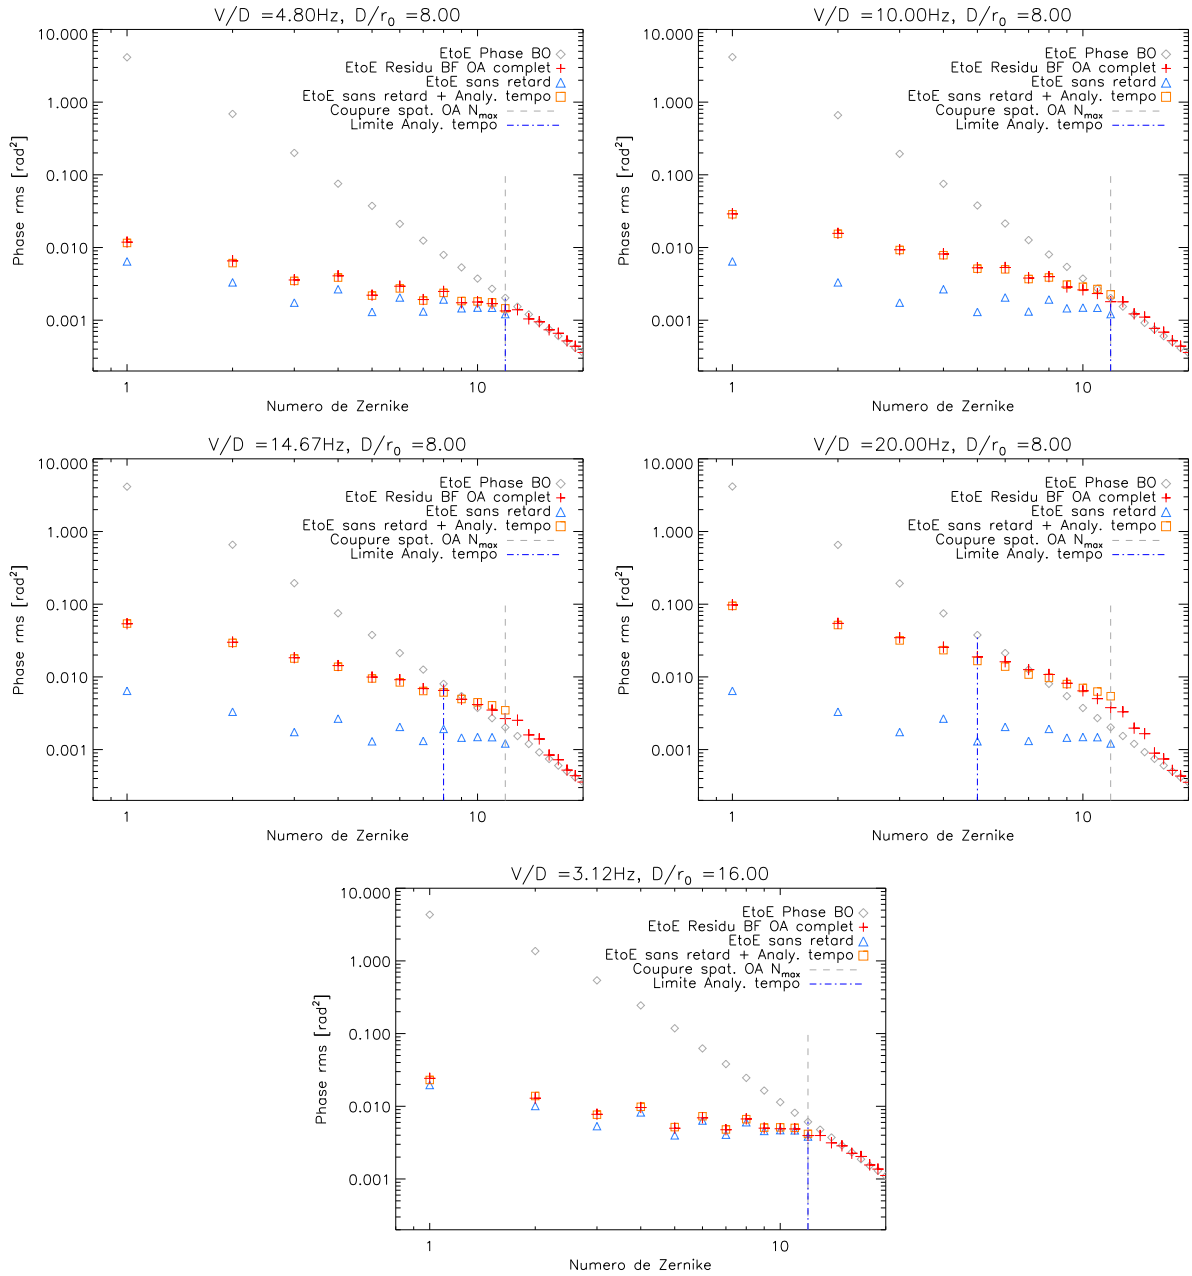 V/D =4.80Hz, D/r0 =8.00
10.000
1.000
0.100
0.010
0.001
Phase rms [rad2]
EtoE Phase BO
EtoE Residu BF OA complet
EtoE sans retard
EtoE sans retard + Analy. tempo
Coupure spat. OA Nmax
Limite Analy. tempo
1
10
Numero de Zernike
V/D =10.00Hz, D/r0 =8.00
10.000
1.000
0.100
0.010
0.001
Phase rms [rad2]
EtoE Phase BO
EtoE Residu BF OA complet
EtoE sans retard
EtoE sans retard + Analy. tempo
Coupure spat. OA Nmax
Limite Analy. tempo
1
10
Numero de Zernike
V/D =14.67Hz, D/r0 =8.00
10.000
1.000
0.100
0.010
0.001
Phase rms [rad2]
EtoE Phase BO
EtoE Residu BF OA complet
EtoE sans retard
EtoE sans retard + Analy. tempo
Coupure spat. OA Nmax
Limite Analy. tempo
1
10
Numero de Zernike
V/D =20.00Hz, D/r0 =8.00
10.000
1.000
0.100
0.010
0.001
Phase rms [rad2]
EtoE Phase BO
EtoE Residu BF OA complet
EtoE sans retard
EtoE sans retard + Analy. tempo
Coupure spat. OA Nmax
Limite Analy. tempo
1
10
Numero de Zernike
V/D =3.12Hz, D/r0 =16.00
10.000
1.000
0.100
0.010
0.001
Phase rms [rad2]
EtoE Phase BO
EtoE Residu BF OA complet
EtoE sans retard
EtoE sans retard + Analy. tempo
Coupure spat. OA Nmax
Limite Analy. tempo
1
10
Numero de Zernike